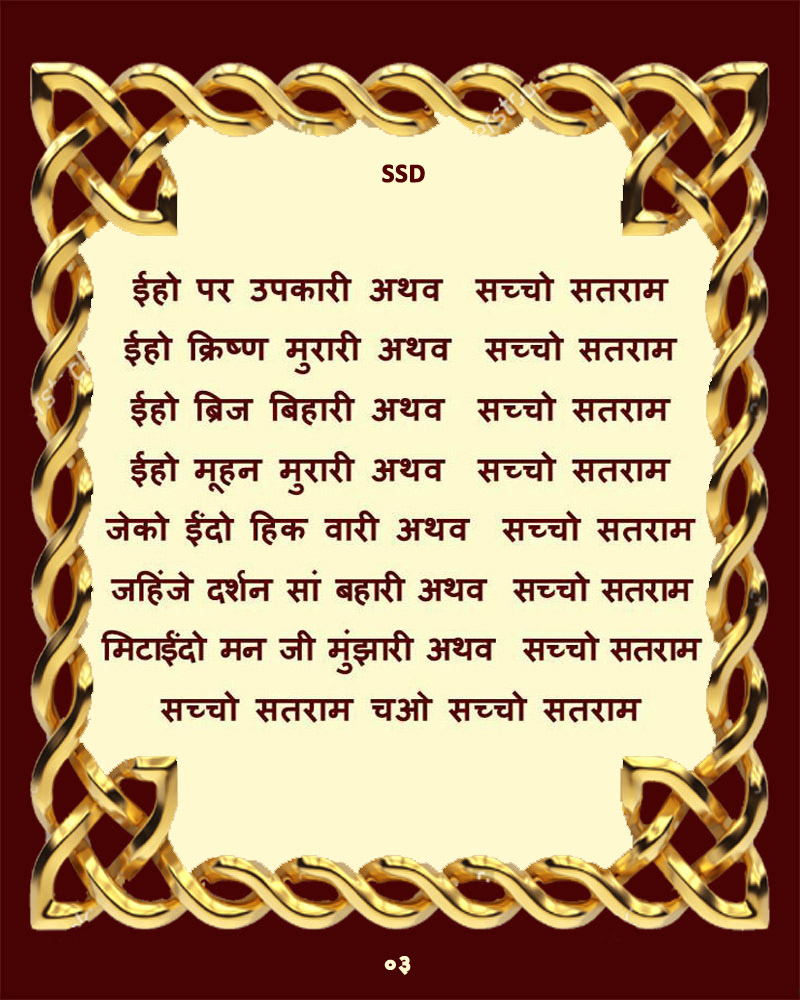 SSD
ईहो पर उपकारी अथव सच्चो सतराम
ईहो क्रिष्ण मुरारी अथव सच्चो सतराम
ईहो ब्रिज बिहारी अथव सच्चो सतराम
ईहो मूहन मुरारी अथव सच्चो सतराम
जेको ईंदो हिक वारी अथव सच्चो सतराम
जहिंजे दर्शन सां बहारी अथव सच्चो सतराम
मिटाईंदो मन जी मुंझारी अथव सच्चो सतराम
सच्चो सतराम चओ सच्चो सतराम
०३